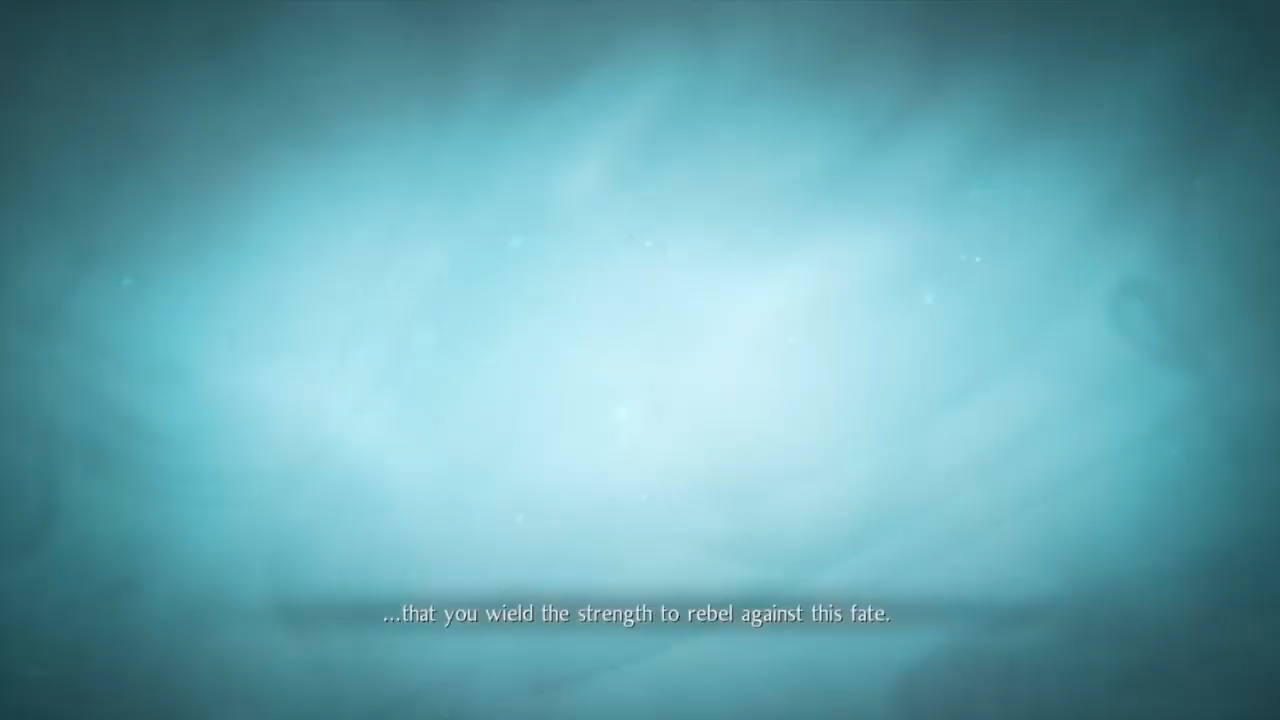 ...that you wield the strength to rebel against this fate.